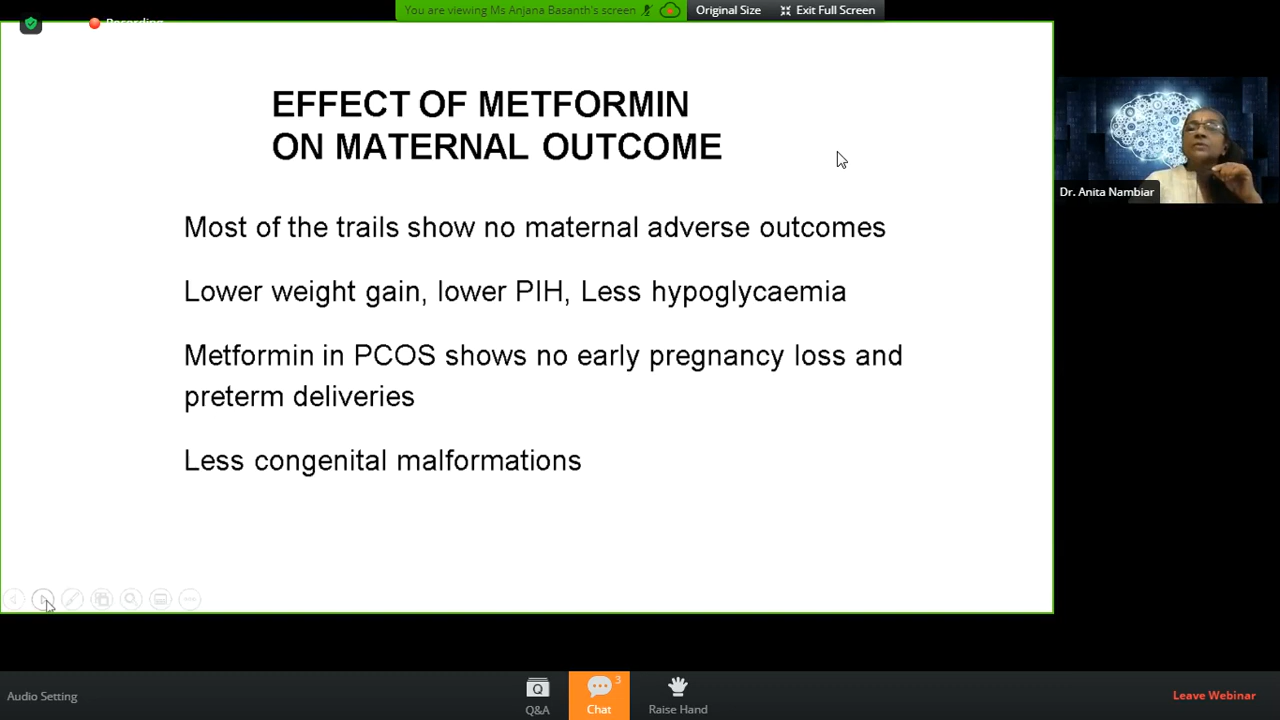 You are viewing Ms Anjana Basanth's screen
Original Size
Exit Full Screen
Recording
EFFECT OF METFORMIN
ON MATERNAL OUTCOME
Dr. Anita Nambiar
Most of the trails show no maternal adverse outcomes
Lower weight gain, lower PIH, Less hypoglycaemia
Metformin in PCOS shows no early pregnancy loss and
preterm deliveries
Less congenital malformations
Audio Setting
Q&A
Chat
3
Raise Hand
Leave Webinar